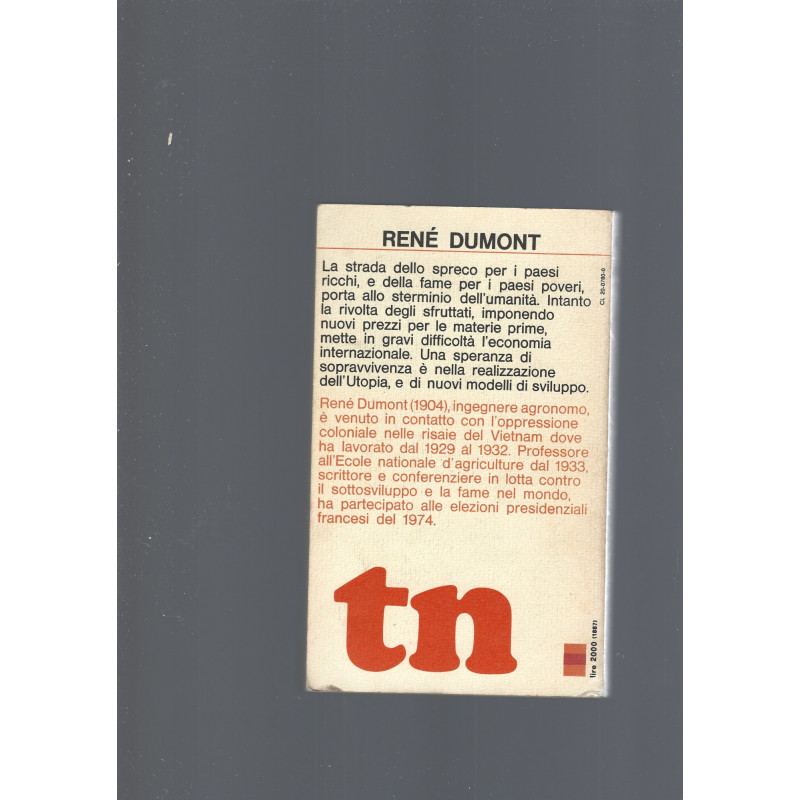 RENÉ DUMONT
La strada dello spreco per i paesi
ricchi, e della fame per i paesi poveri,
porta allo sterminio dell'umanità. Intanto
la rivolta degli sfruttati, imponendo
nuovi prezzi per le materie prime,
mette in gravi difficoltà l'economia
internazionale. Una speranza di
sopravvivenza è nella realizzazione
dell'Utopia, e di nuovi modelli di sviluppo.
René Dumont (1904), ingegnere agronomo,
è venuto in contatto con l'oppressione
coloniale nelle risaie del Vietnam dove
ha lavorato dal 1929 al 1932. Professore
all'Ecole nationale d'agriculture dal 1933,
scrittore e conferenziere in lotta contro
il sottosviluppo e la fame nel mondo,
ha partecipato alle elezioni presidenziali
francesi del 1974.
tn
lire 2000 (1887)